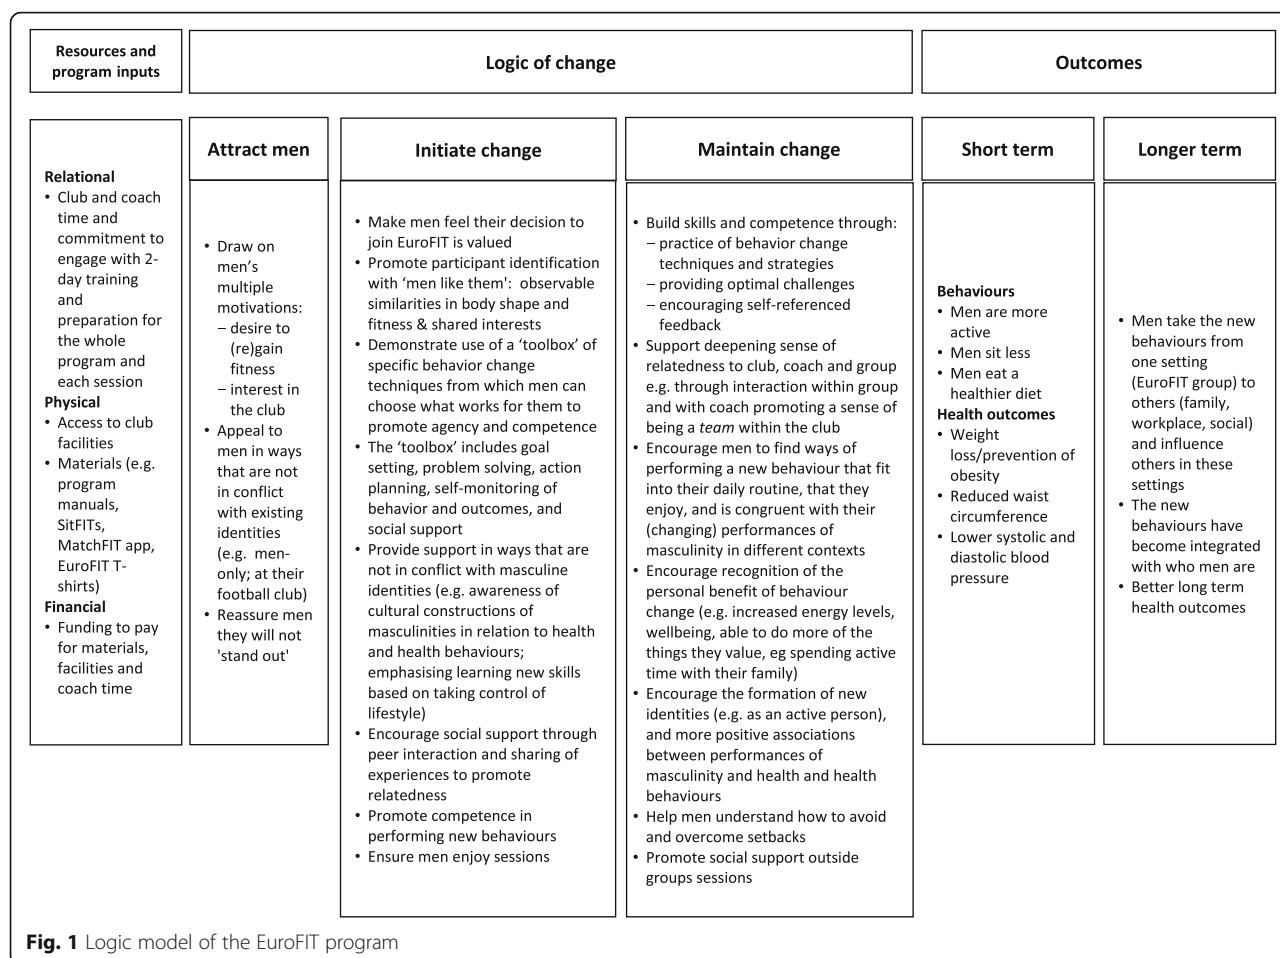 Resources and
program inputs
Logic of change
Outcomes
Relational
• Club and coach
time and
commitment to
engage with 2-
day training
and
preparation for
the whole
program and
each session
Physical
• Access to club
facilities
• Materials (e.g.
program
manuals,
SitFITs,
MatchFIT app,
EuroFIT T-
shirts)
Financial
• Funding to pay
for materials,
facilities and
coach time
Attract men
• Draw on
men's
multiple
motivations:
– desire to
(re)gain
fitness
– interest in
the club
• Appeal to
men in ways
that are not
in conflict
with existing
identities
(e.g. men-
only; at their
football club)
• Reassure men
they will not
'stand out'
Initiate change
• Make men feel their decision to
join EuroFIT is valued
• Promote participant identification
with 'men like them': observable
similarities in body shape and
fitness & shared interests
• Demonstrate use of a 'toolbox' of
specific behavior change
techniques from which men can
choose what works for them to
promote agency and competence
• The 'toolbox' includes goal
setting, problem solving, action
planning, self-monitoring of
behavior and outcomes, and
social support
• Provide support in ways that are
not in conflict with masculine
identities (e.g. awareness of
cultural constructions of
masculinities in relation to health
and health behaviours;
emphasising learning new skills
based on taking control of
lifestyle)
• Encourage social support through
peer interaction and sharing of
experiences to promote
relatedness
• Promote competence in
performing new behaviours
• Ensure men enjoy sessions
Maintain change
• Build skills and competence through:
– practice of behavior change
techniques and strategies
– providing optimal challenges
– encouraging self-referenced
feedback
• Support deepening sense of
relatedness to club, coach and group
e.g. through interaction within group
and with coach promoting a sense of
being a team within the club
• Encourage men to find ways of
performing a new behaviour that fit
into their daily routine, that they
enjoy, and is congruent with their
(changing) performances of
masculinity in different contexts
• Encourage recognition of the
personal benefit of behaviour
change (e.g. increased energy levels,
wellbeing, able to do more of the
things they value, eg spending active
time with their family)
• Encourage the formation of new
identities (e.g. as an active person),
and more positive associations
between performances of
masculinity and health and health
behaviours
• Help men understand how to avoid
and overcome setbacks
• Promote social support outside
groups sessions
Short term
Behaviours
• Men are more
active
• Men sit less
• Men eat a
healthier diet
Health outcomes
• Weight
loss/prevention of
obesity
• Reduced waist
circumference
• Lower systolic and
diastolic blood
pressure
Longer term
• Men take the new
behaviours from
one setting
(EuroFIT group) to
others (family,
workplace, social)
and influence
others in these
settings
• The new
behaviours have
become integrated
with who men are
• Better long term
health outcomes
Fig. 1 Logic model of the EuroFIT program